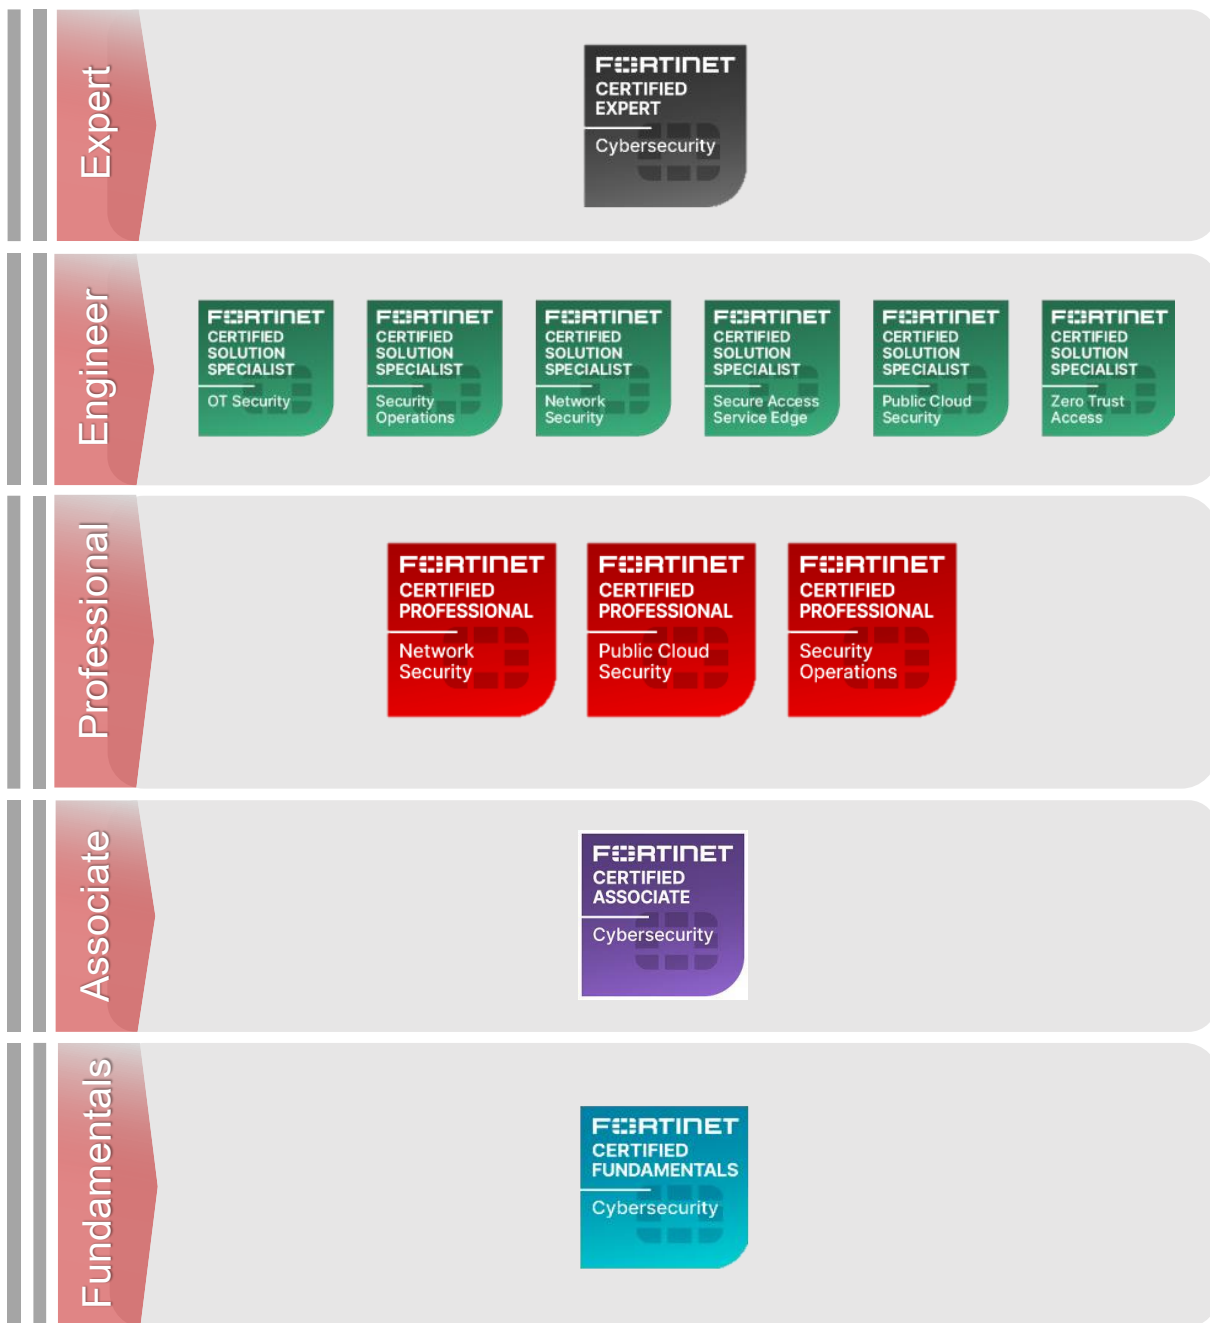 Expert
FORTINET
CERTIFIED
EXPERT
Cybersecurity
Engineer
FORTINET
CERTIFIED
SOLUTION
SPECIALIST
OT Security
FORTINET
CERTIFIED
SOLUTION
SPECIALIST
Security
Operations
FORTINET
CERTIFIED
SOLUTION
SPECIALIST
Network
Security
FORTINET
CERTIFIED
SOLUTION
SPECIALIST
Secure Access
Service Edge
FORTINET
CERTIFIED
SOLUTION
SPECIALIST
Public Cloud
Security
FORTINET
CERTIFIED
SOLUTION
SPECIALIST
Zero Trust
Access
Professional
FORTINET
CERTIFIED
PROFESSIONAL
Network
Security
FORTINET
CERTIFIED
PROFESSIONAL
Public Cloud
Security
FORTINET
CERTIFIED
PROFESSIONAL
Security
Operations
Associate
FORTINET
CERTIFIED
ASSOCIATE
Cybersecurity
Fundamentals
FORTINET
CERTIFIED
FUNDAMENTALS
Cybersecurity